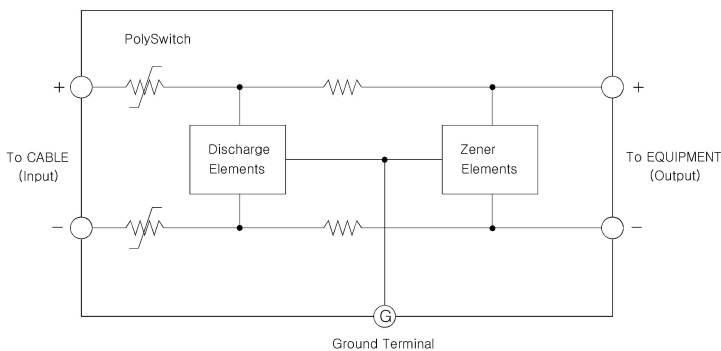 PolySwitch
+
+
To CABLE
(Input)
Discharge
Elements
Zener
Elements
To EQUIPMENT
(Output)
−
−
G
Ground Terminal